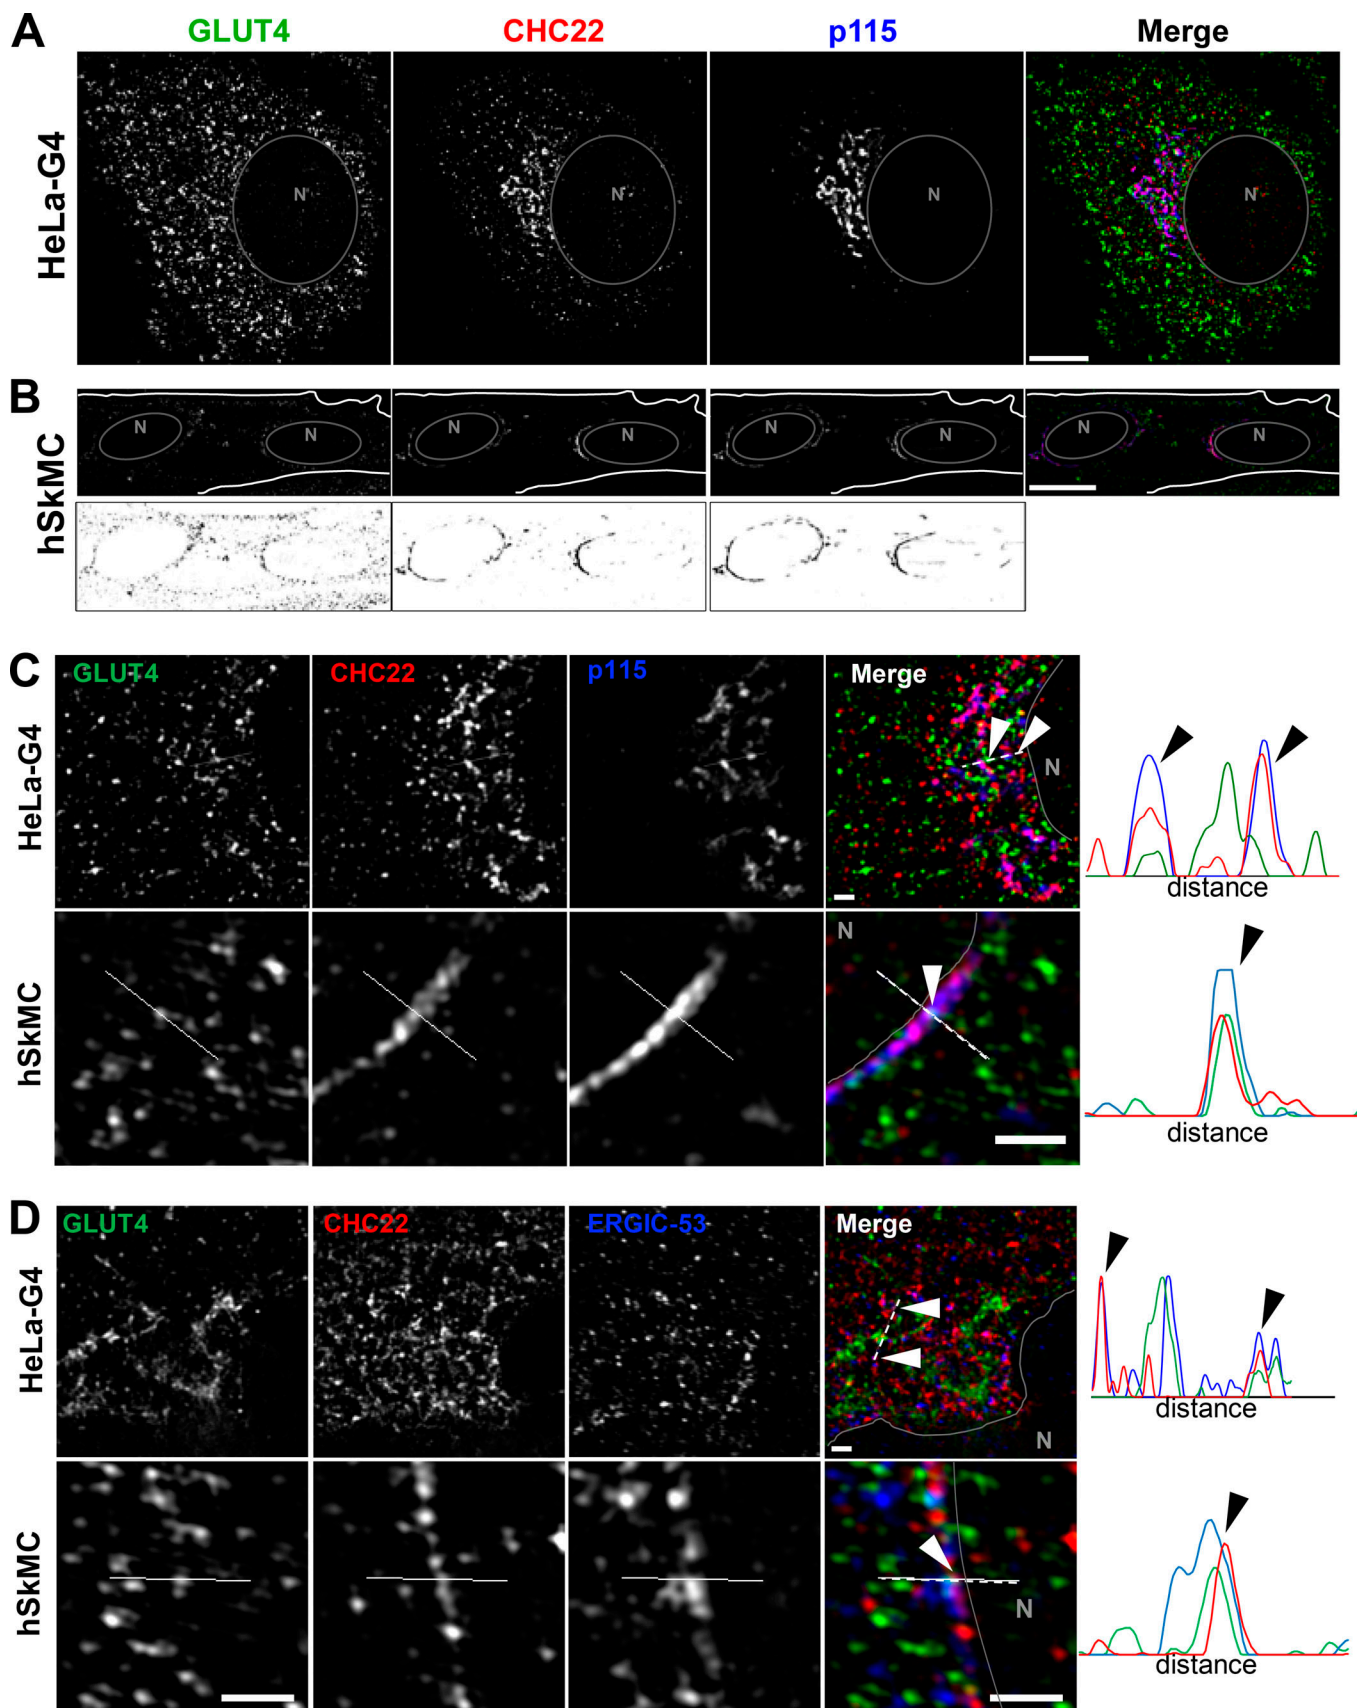 A
GLUT4 CHC22 p115 Merge
HeLa-G4
N N N N
B
hSkMC
N N N N N N N N
C
GLUT4 CHC22 p115 Merge
HeLa-G4
N
distance
hSkMC
N
distance
D
GLUT4 CHC22 ERGIC-53 Merge
HeLa-G4
N
distance
hSkMC
N
distance